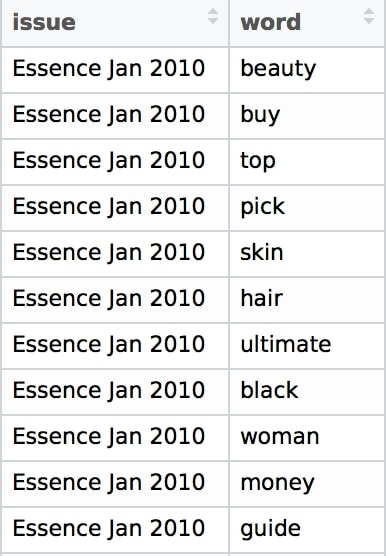 issue word
Essence Jan 2010 beauty
Essence Jan 2010 buy
Essence Jan 2010 top
Essence Jan 2010 pick
Essence Jan 2010 skin
Essence Jan 2010 hair
Essence Jan 2010 ultimate
Essence Jan 2010 black
Essence Jan 2010 woman
Essence Jan 2010 money
Essence Jan 2010 guide